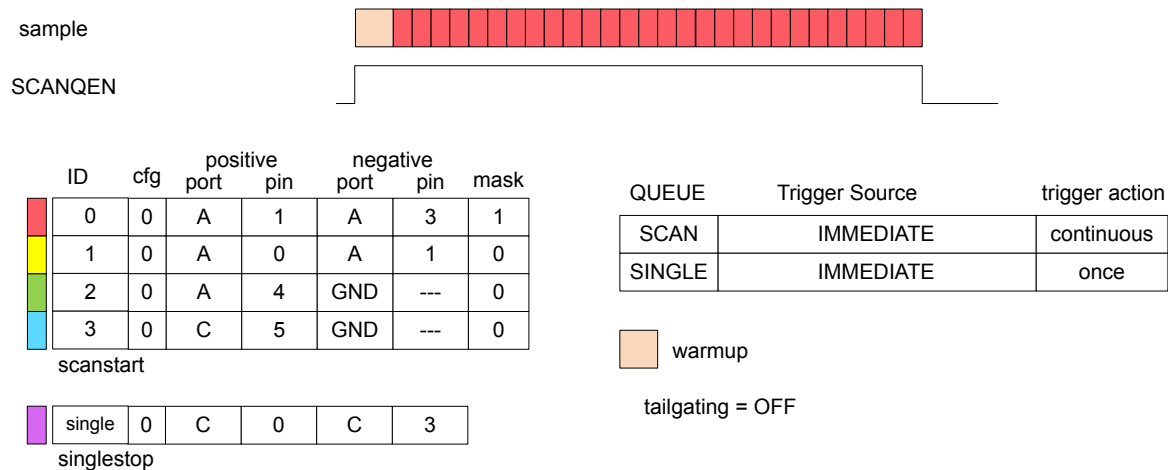 sample
SCANQEN
positive negative
ID cfg port pin port pin mask
0 0 A 1 A 3 1
1 0 A 0 A 1 0
2 0 A 4 GND --- 0
3 0 C 5 GND --- 0
scanstart
single 0 C 0 C 3
singlestop
QUEUE Trigger Source trigger action
SCAN IMMEDIATE continuous
SINGLE IMMEDIATE once
warmup
tailgating = OFF